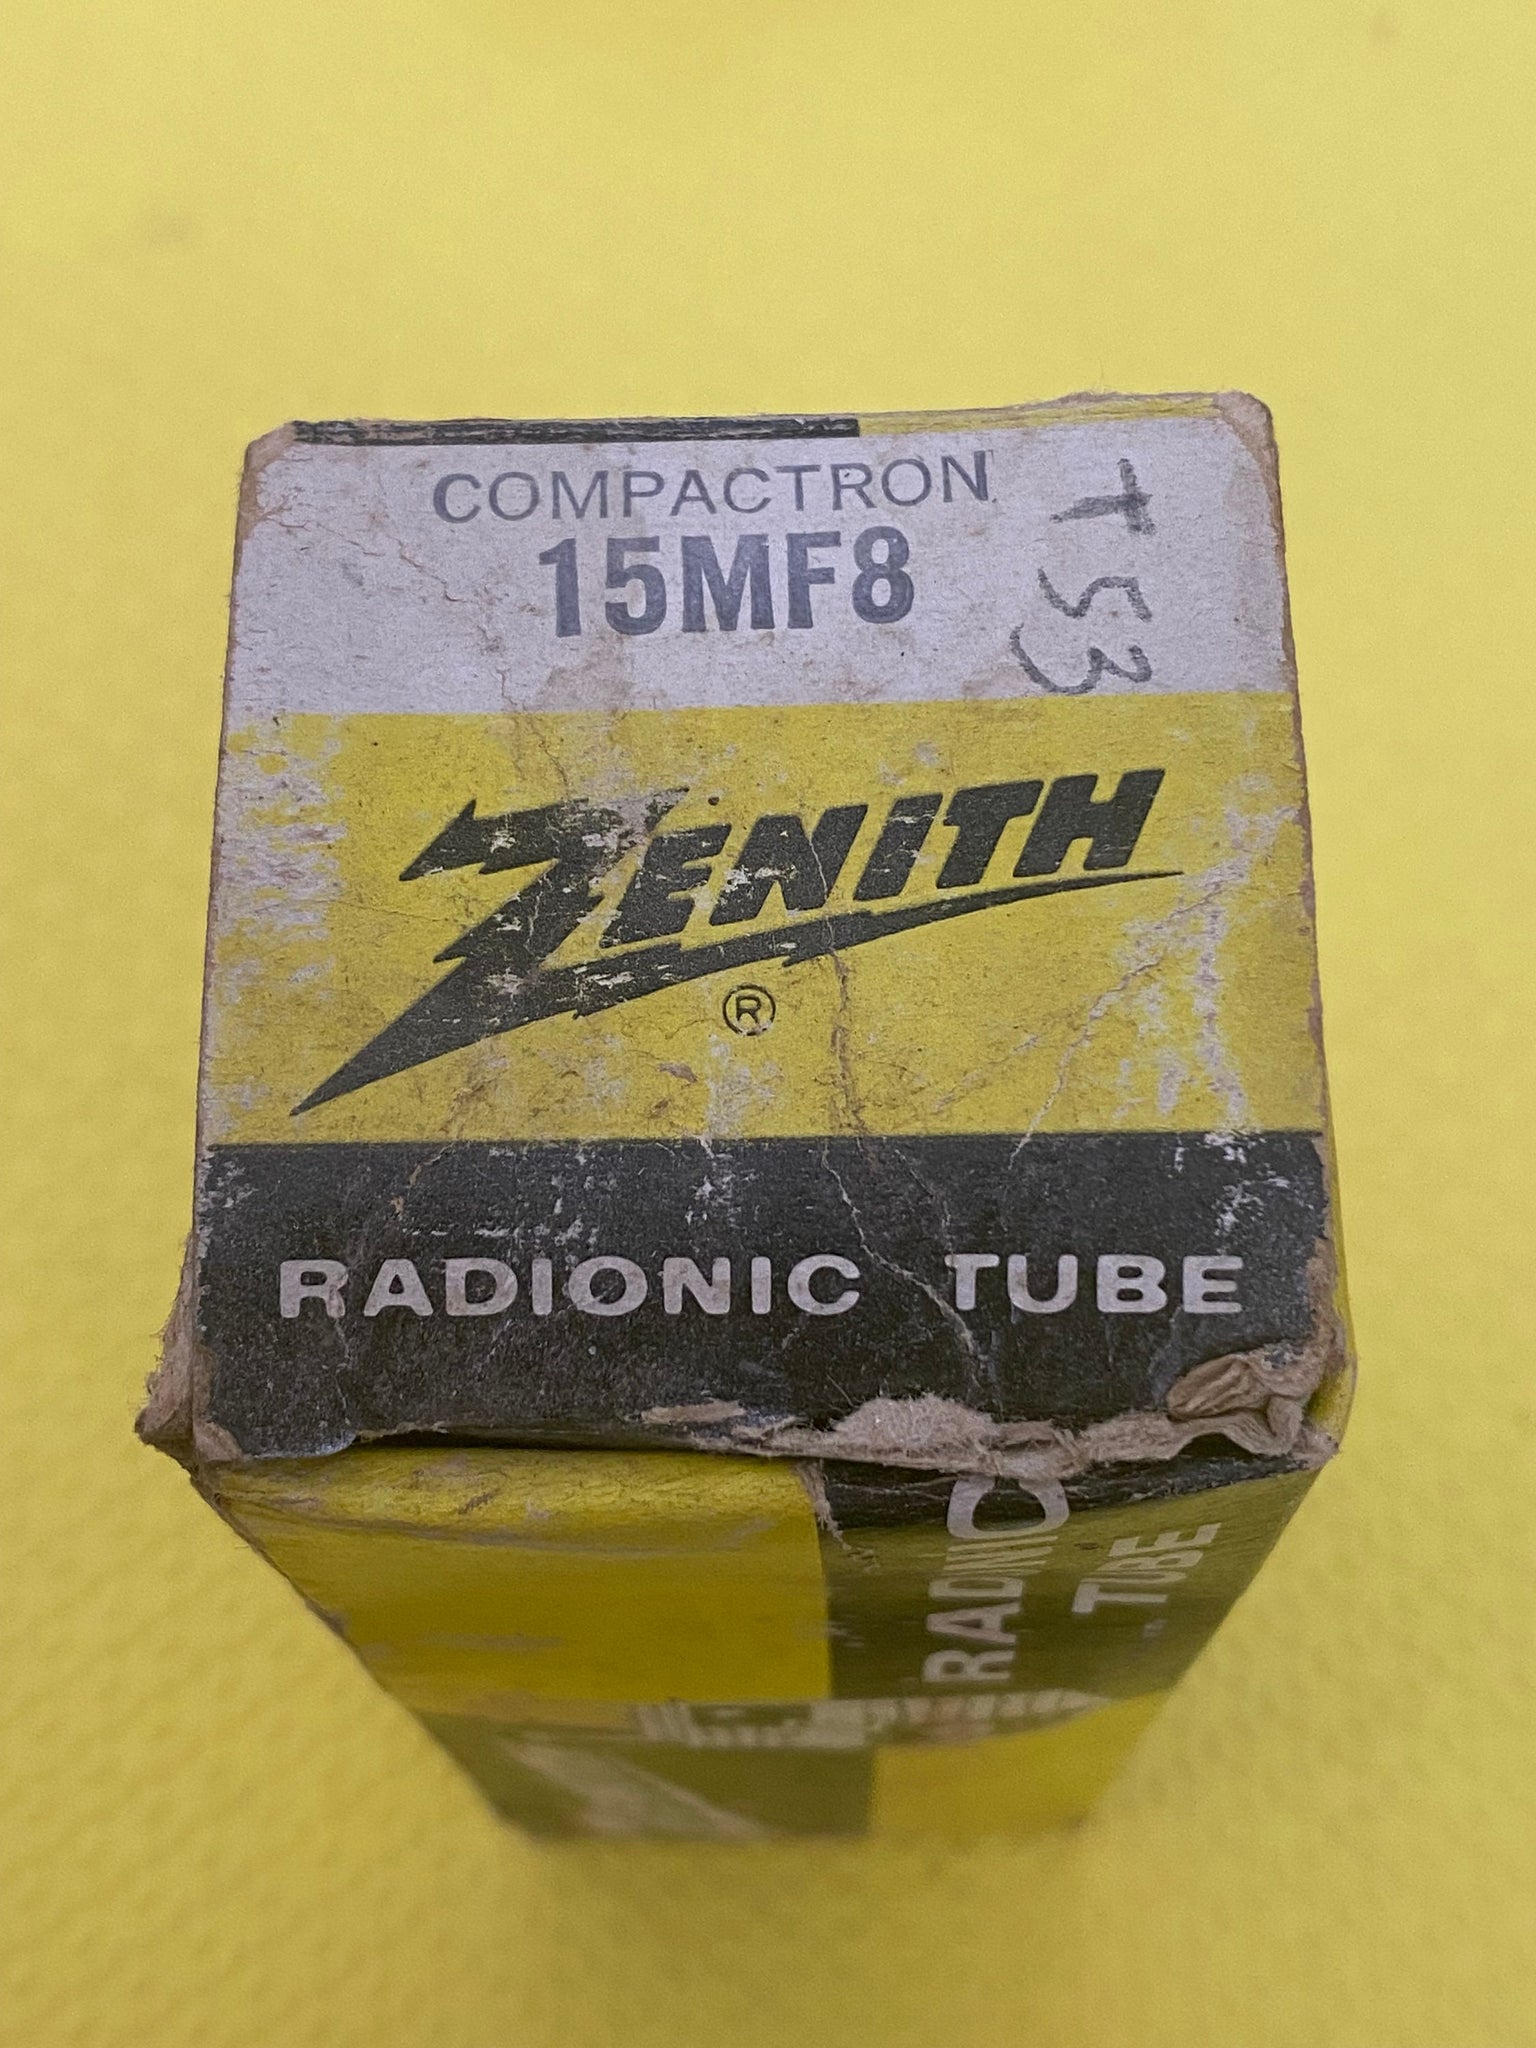 COMPACTRON
15MF8
T53
ZENITH
®
RADIONIC TUBE
RADIONIC
TUBE